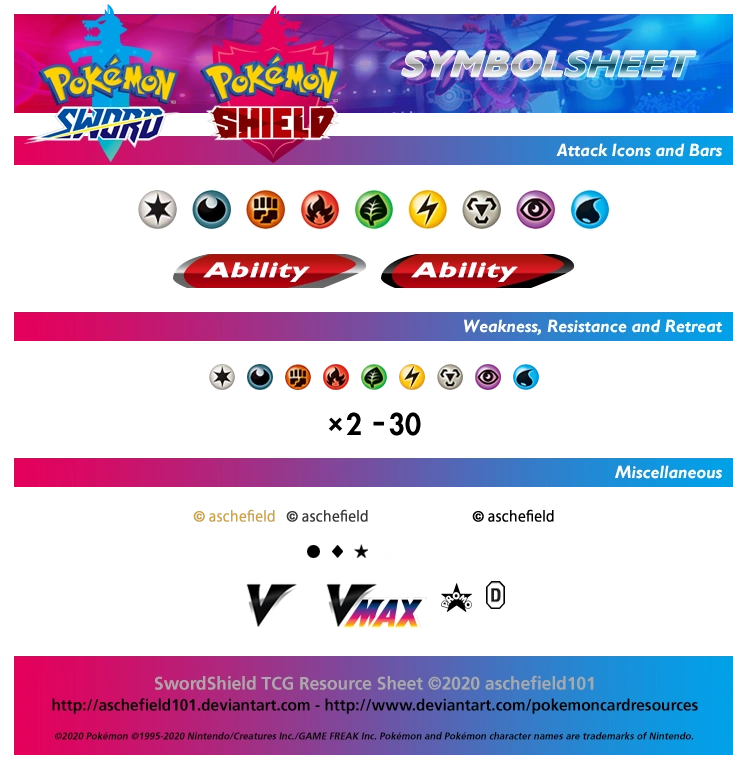 POKéMON POKéMON SYMBOLSHEET
SWORD SHIELD
Attack Icons and Bars
Ability Ability
Weakness, Resistance and Retreat
×2 -30
Miscellaneous
© aschefield © aschefield © aschefield
V VMAX PROMO D
SwordShield TCG Resource Sheet ©2020 aschefield101
http://aschefield101.deviantart.com - http://www.deviantart.com/pokemoncardresources
©2020 Pokémon ©1995-2020 Nintendo/Creatures Inc./GAME FREAK Inc. Pokémon and Pokémon character names are trademarks of Nintendo.